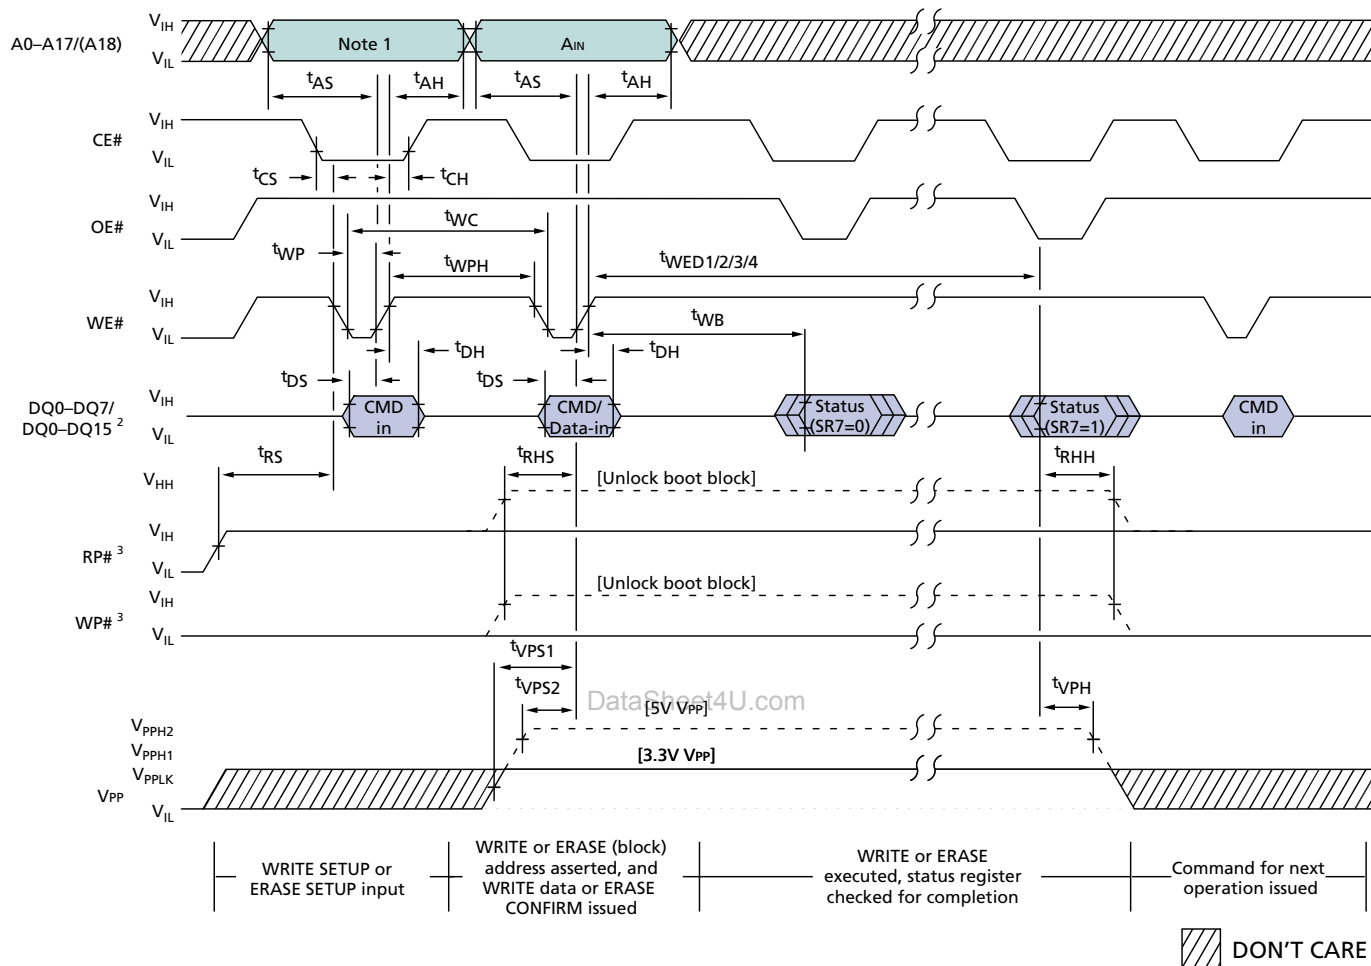 A0–A17/(A18)
VIH
VIL
Note 1
AIN
tAS
tAH
tAS
tAH
CE#
VIH
VIL
tCS
tCH
OE#
VIH
VIL
tWC
tWP
tWPH
tWED1/2/3/4
WE#
VIH
VIL
tWB
tDH
tDH
tDS
tDS
DQ0–DQ7/
DQ0–DQ15 2
VIH
VIL
CMD
in
CMD/
Data-in
Status
(SR7=0)
Status
(SR7=1)
CMD
in
tRS
tRHS
tRHH
VHH
[Unlock boot block]
RP# 3
VIH
VIL
[Unlock boot block]
WP# 3
VIH
VIL
tVPS1
tVPS2
tVPH
DataSheet4U.com
[5V VPP]
VPPH2
VPPH1
[3.3V VPP]
VPPLK
VPP
VIL
WRITE SETUP or
ERASE SETUP input
WRITE or ERASE (block)
address asserted, and
WRITE data or ERASE
CONFIRM issued
WRITE or ERASE
executed, status register
checked for completion
Command for next
operation issued
DON'T CARE